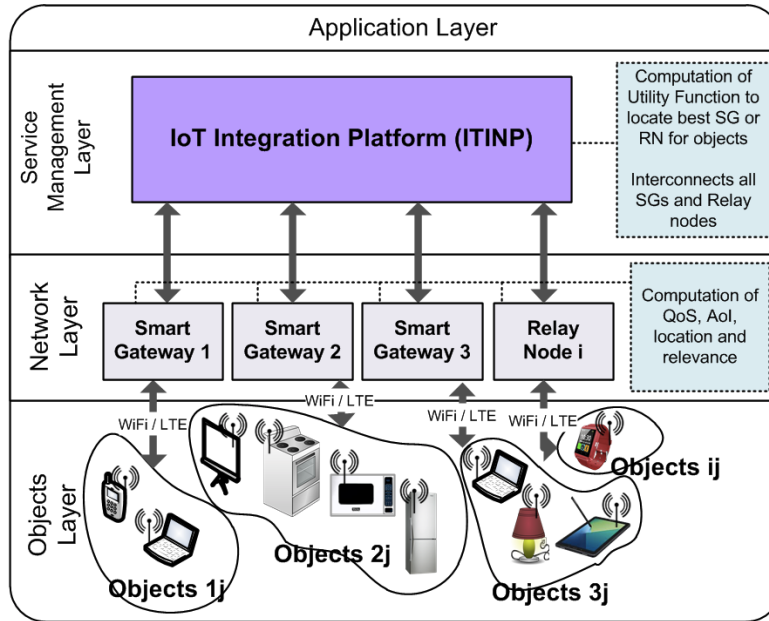 Application Layer
Service
Management
Layer
IoT Integration Platform (ITINP)
Computation of
Utility Function to
locate best SG or
RN for objects
Interconnects all
SGs and Relay
nodes
Network
Layer
Smart
Gateway 1
Smart
Gateway 2
Smart
Gateway 3
Relay
Node i
Computation of
QoS, AoI,
location and
relevance
Objects
Layer
WiFi / LTE
WiFi / LTE
WiFi / LTE
WiFi / LTE
Objects 1j
Objects 2j
Objects 3j
Objects ij